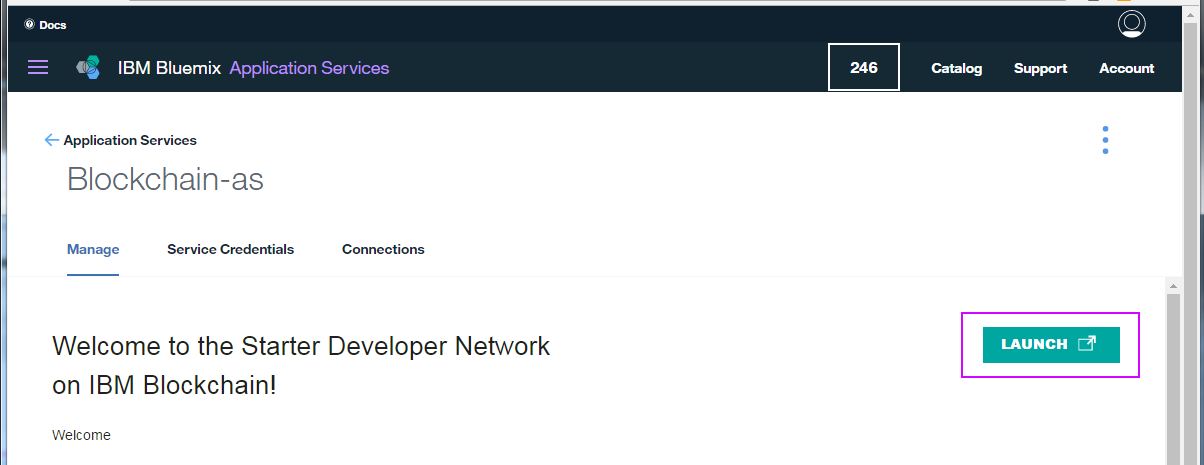 Docs
IBM Bluemix Application Services
246
Catalog
Support
Account
Application Services
Blockchain-as
Manage
Service Credentials
Connections
Welcome to the Starter Developer Network
on IBM Blockchain!
LAUNCH
Welcome